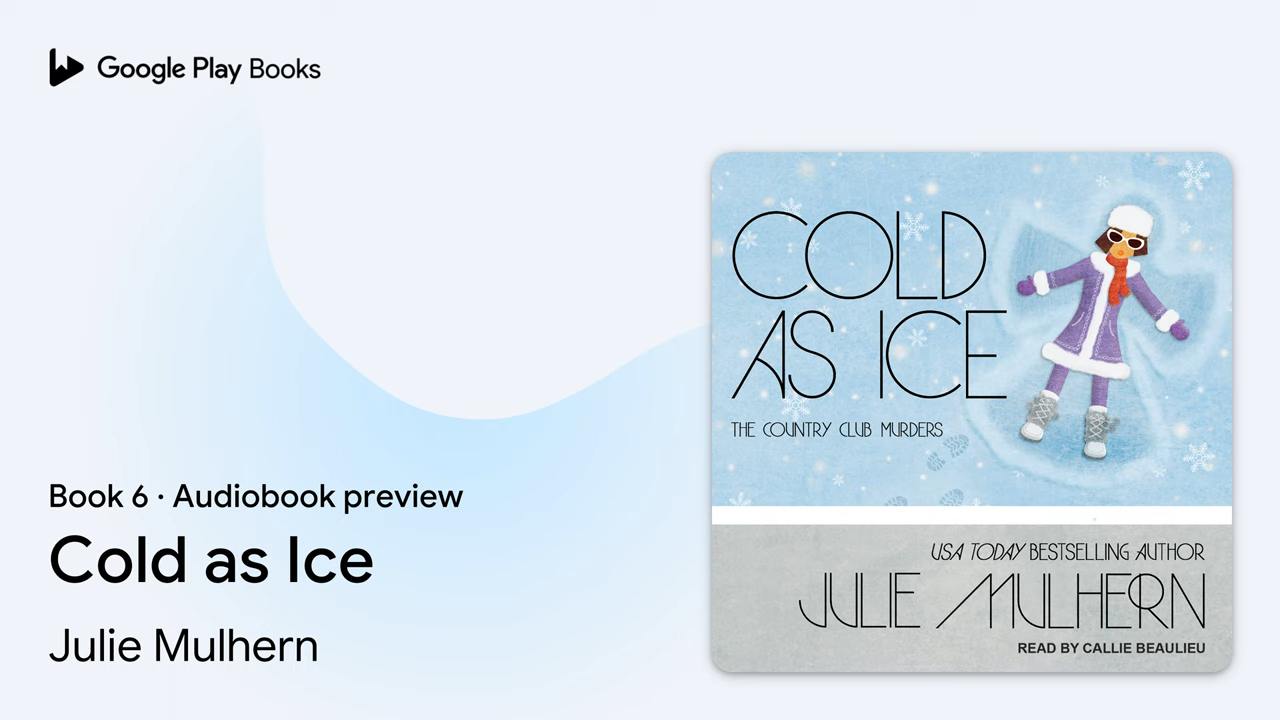 Google Play Books
Book 6 · Audiobook preview
Cold as Ice
Julie Mulhern
COLD
AS ICE
THE COUNTRY CLUB MURDERS
USA TODAY BESTSELLING AUTHOR
JULIE MULHERN
READ BY CALLIE BEAULIEU